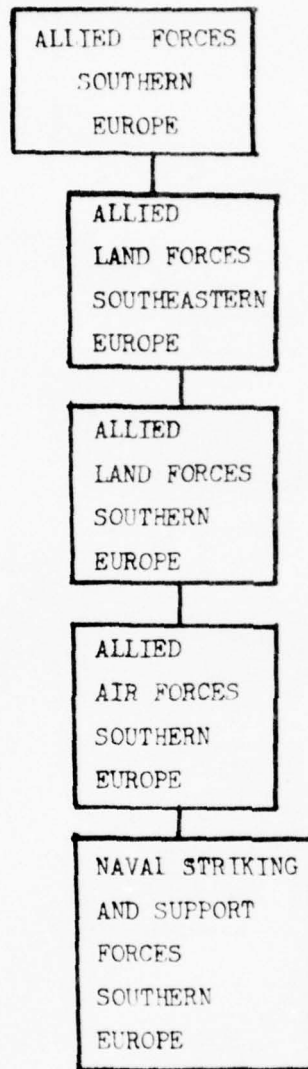 ALLIED FORCES
SOUTHERN
EUROPE
ALLIED
LAND FORCES
SOUTHEASTERN
EUROPE
ALLIED
LAND FORCES
SOUTHERN
EUROPE
ALLIED
AIR FORCES
SOUTHERN
EUROPE
NAVAl STRIKING
AND SUPPORT
FORCES
SOUTHERN
EUROPE